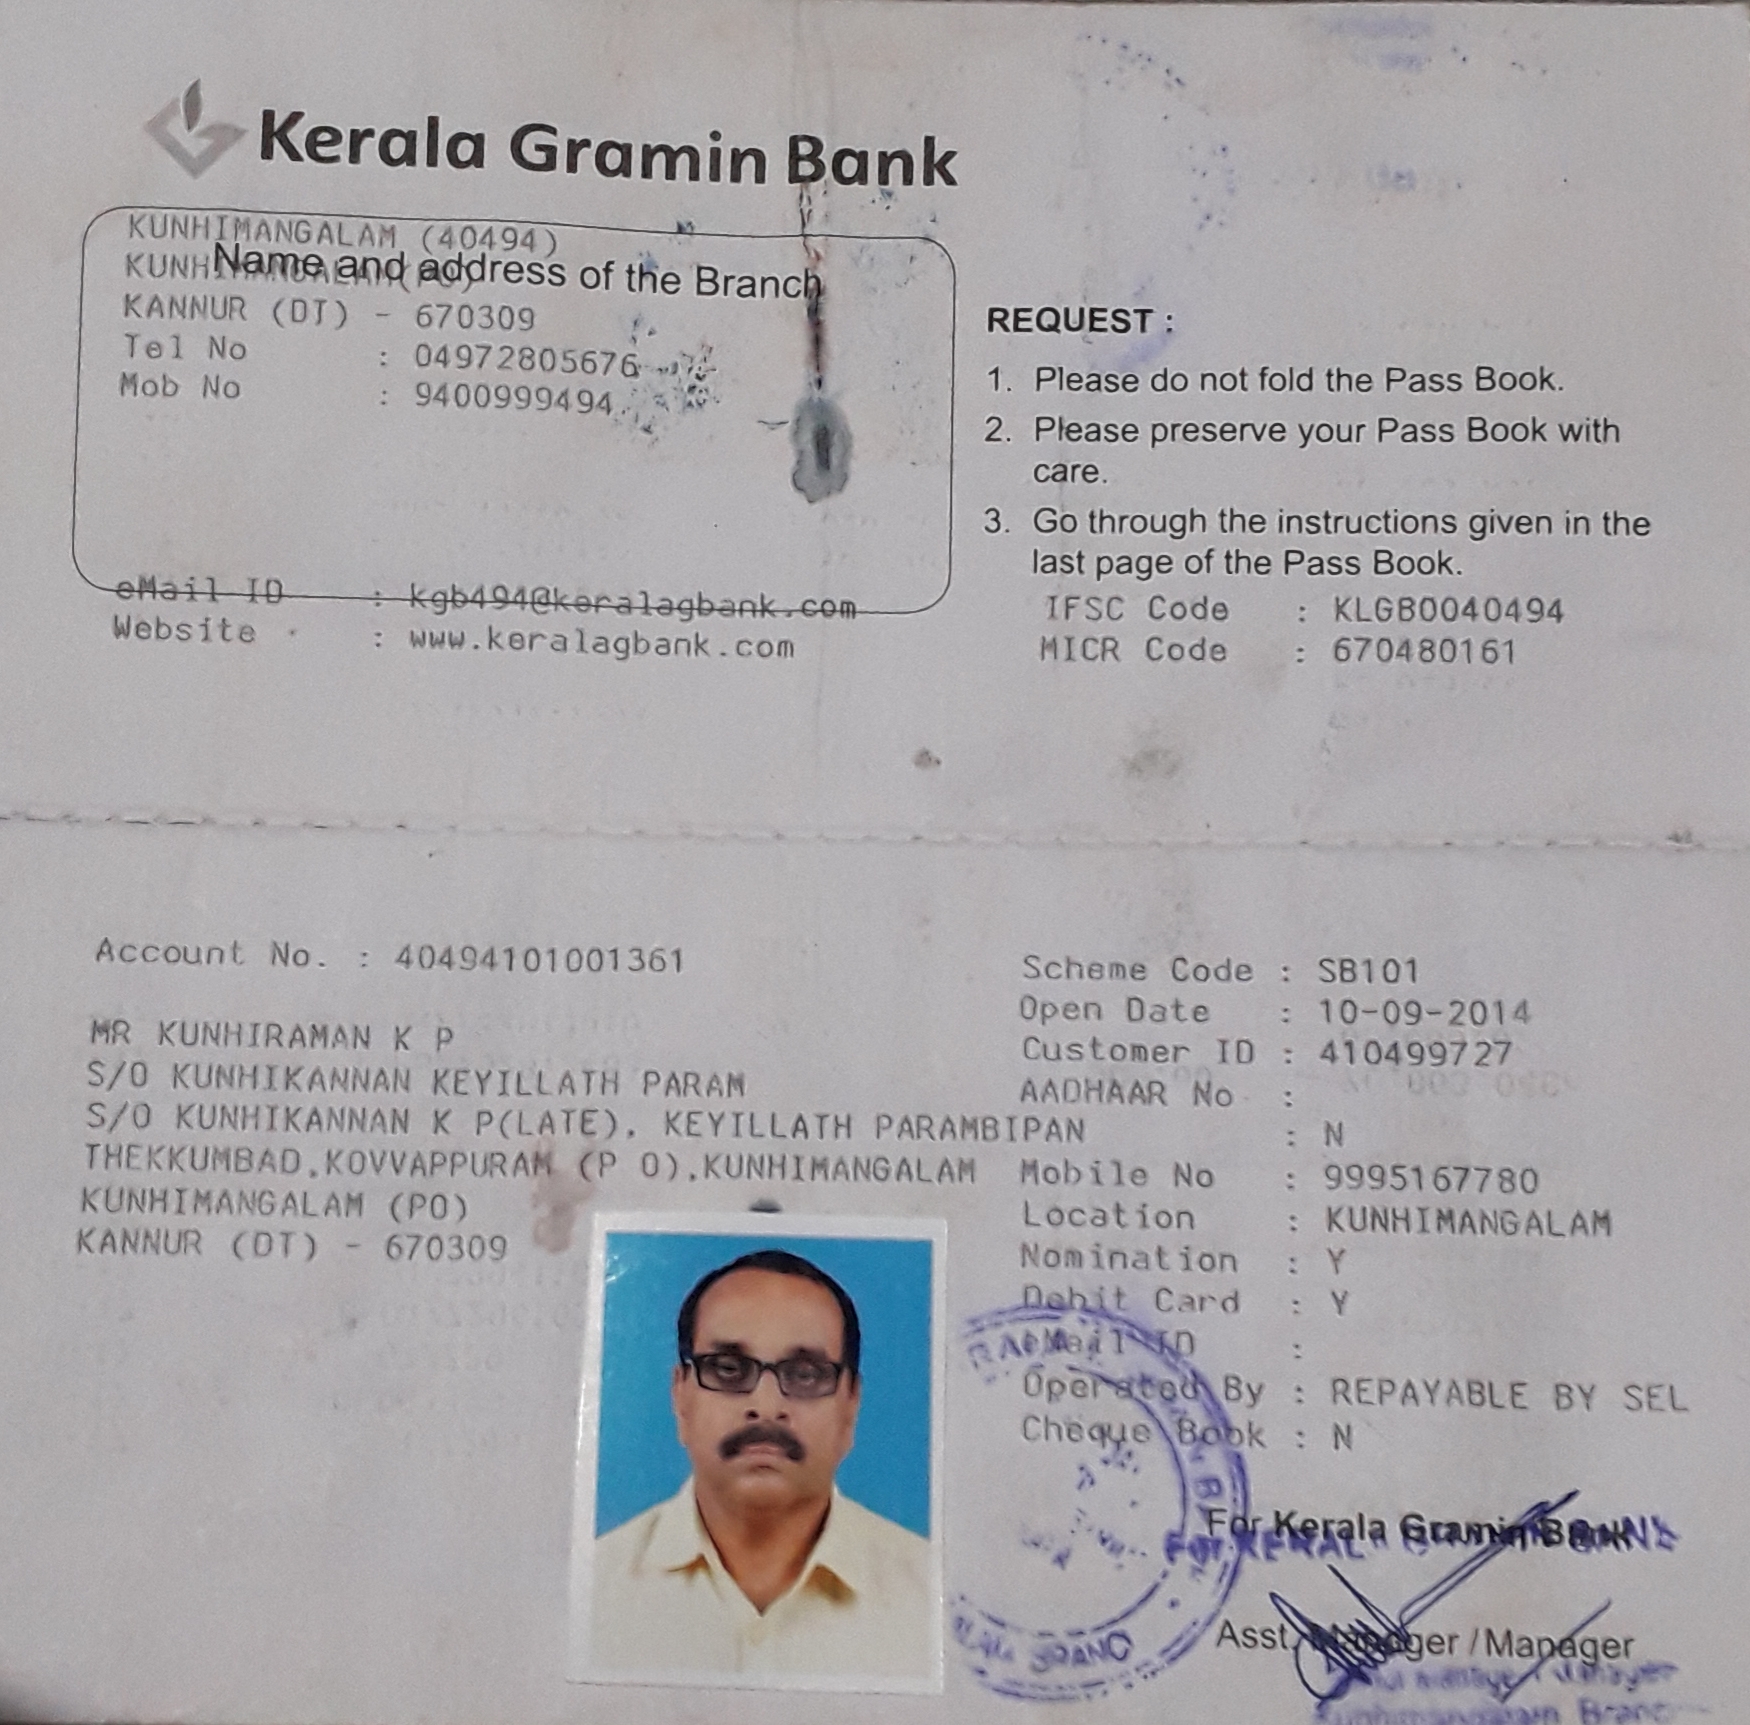 Kerala Gramin Bank
KUNHIMANGALAM (40494)
Name and address of the Branch
KANNUR (DT) - 670309
Tel No : 04972805676
Mob No : 9400999494
eMail ID : kgb494@keralagbank.com
Website : www.keralagbank.com
REQUEST :
1. Please do not fold the Pass Book.
2. Please preserve your Pass Book with
care.
3. Go through the instructions given in the
last page of the Pass Book.
IFSC Code : KLGB0040494
MICR Code : 670480161
Account No. : 40494101001361
MR KUNHIRAMAN K P
S/O KUNHIKANNAN KEYILLATH PARAM
S/O KUNHIKANNAN K P(LATE), KEYILLATH PARAMBIPAN
THEKKUMBAD,KOVVAPPURAM (P O),KUNHIMANGALAM
KUNHIMANGALAM (PO)
KANNUR (DT) - 670309
Scheme Code : SB101
Open Date : 10-09-2014
Customer ID : 410499727
AADHAAR No :
PAN : N
Mobile No : 9995167780
Location : KUNHIMANGALAM
Nomination : Y
Debit Card : Y
eMail ID :
Operated By : REPAYABLE BY SEL
Cheque Book : N
For Kerala Gramin Bank
Asst. Manager / Manager